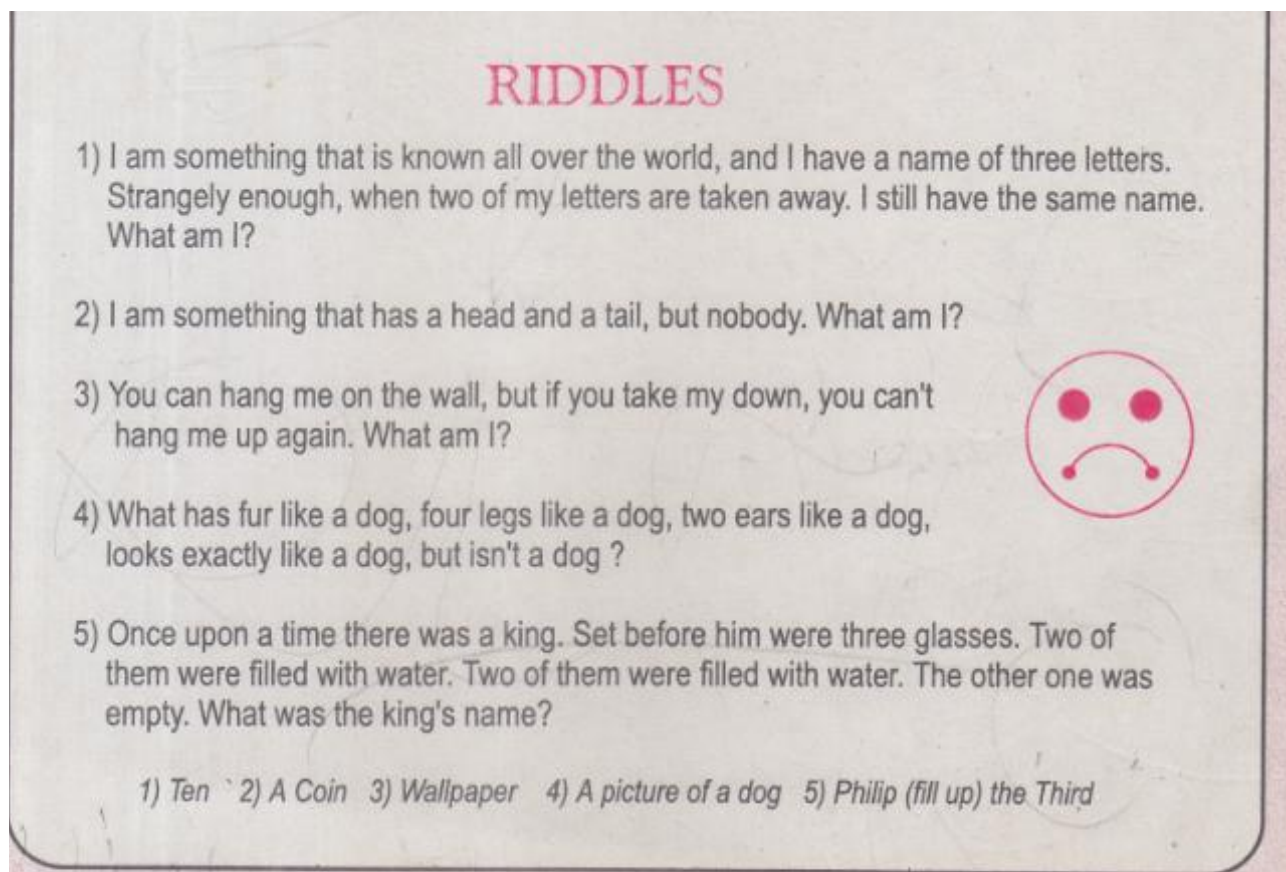 RIDDLES
1) I am something that is known all over the world, and I have a name of three letters.
Strangely enough, when two of my letters are taken away. I still have the same name.
What am I?
2) I am something that has a head and a tail, but nobody. What am I?
3) You can hang me on the wall, but if you take my down, you can't
hang me up again. What am I?
4) What has fur like a dog, four legs like a dog, two ears like a dog,
looks exactly like a dog, but isn't a dog ?
5) Once upon a time there was a king. Set before him were three glasses. Two of
them were filled with water. Two of them were filled with water. The other one was
empty. What was the king's name?
1) Ten 2) A Coin 3) Wallpaper 4) A picture of a dog 5) Philip (fill up) the Third